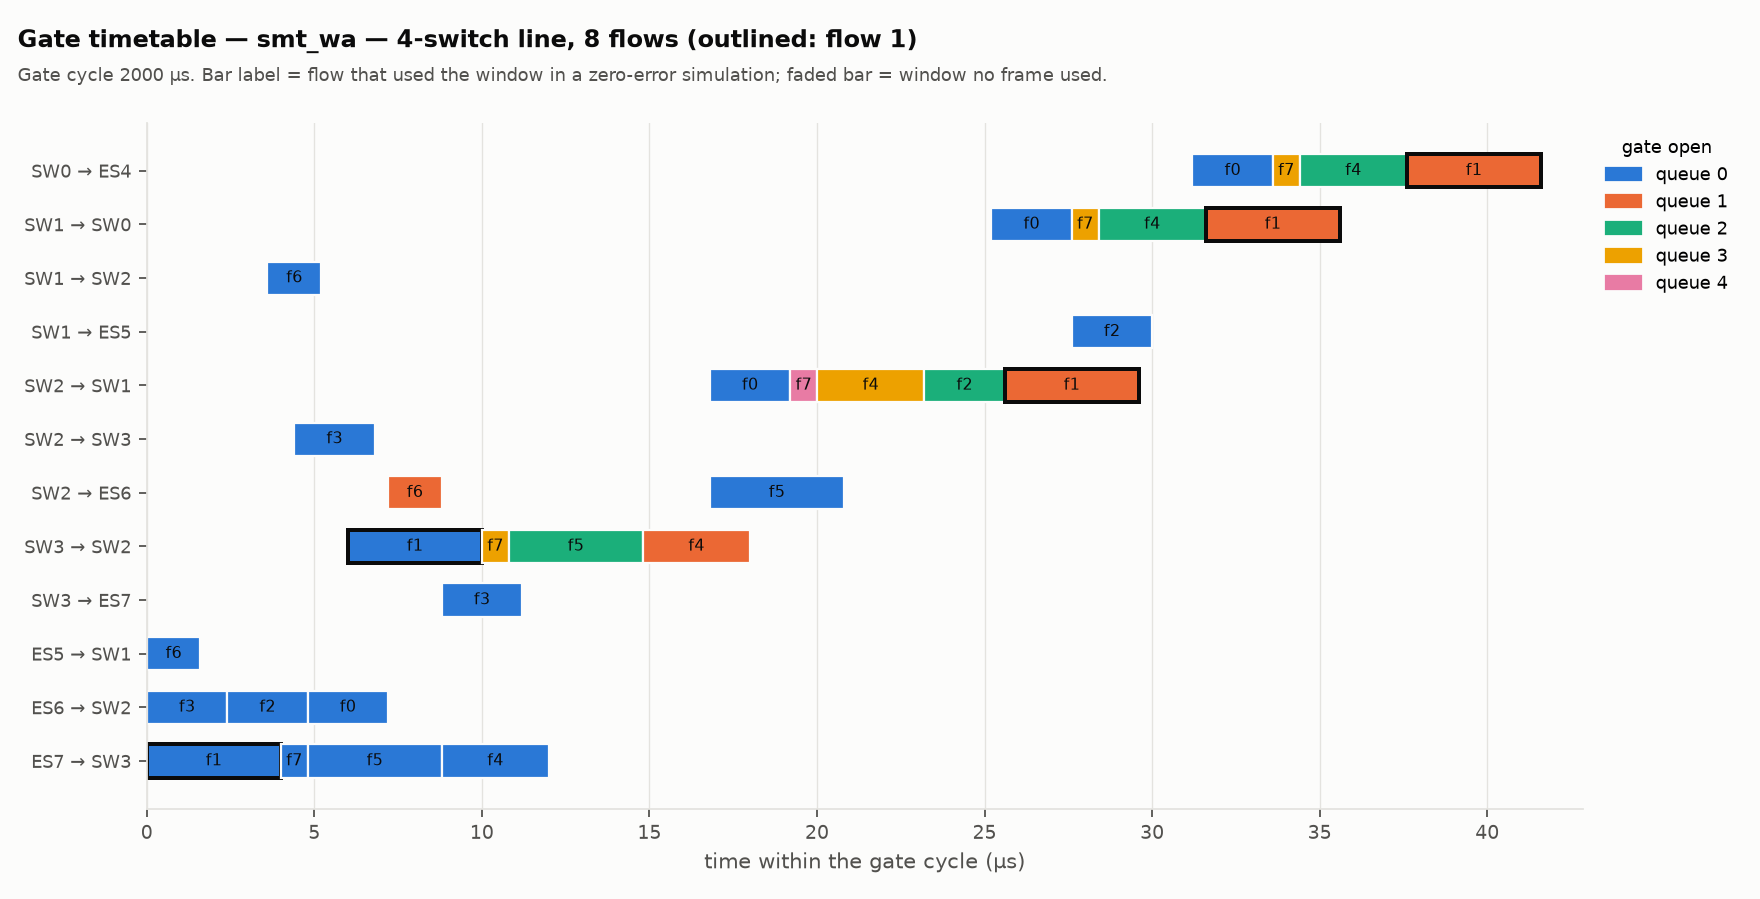 Gate timetable — smt_wa — 4-switch line, 8 flows (outlined: flow 1)
Gate cycle 2000 µs. Bar label = flow that used the window in a zero-error simulation; faded bar = window no frame used.
gate open
queue 0
queue 1
queue 2
queue 3
queue 4
SW0 → ES4 f0 f7 f4 f1
SW1 → SW0 f0 f7 f4 f1
SW1 → SW2 f6
SW1 → ES5 f2
SW2 → SW1 f0 f7 f4 f2 f1
SW2 → SW3 f3
SW2 → ES6 f6 f5
SW3 → SW2 f1 f7 f5 f4
SW3 → ES7 f3
ES5 → SW1 f6
ES6 → SW2 f3 f2 f0
ES7 → SW3 f1 f7 f5 f4
0 5 10 15 20 25 30 35 40
time within the gate cycle (µs)